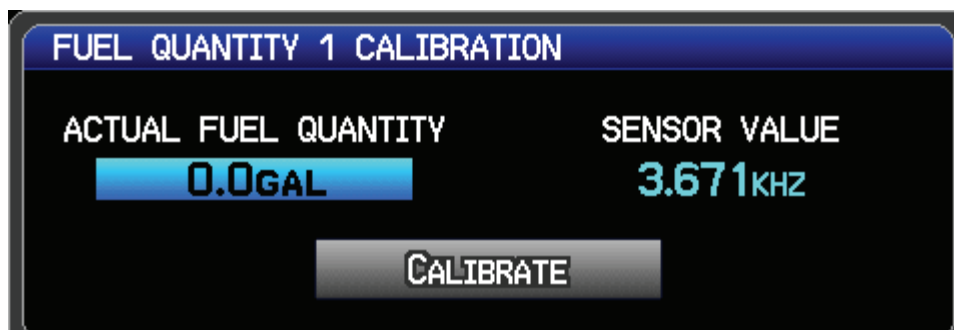 FUEL QUANTITY 1 CALIBRATION
ACTUAL FUEL QUANTITY SENSOR VALUE
0.0GAL 3.671KHZ
CALIBRATE